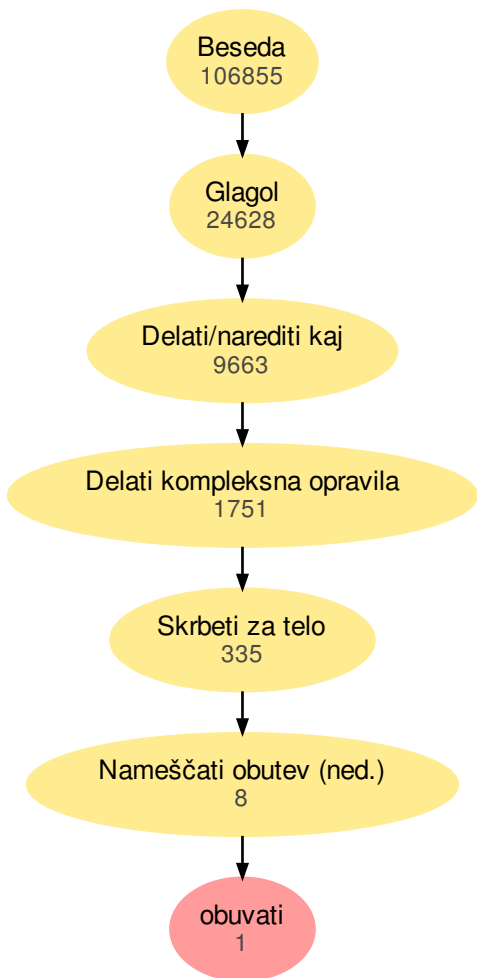 Beseda
106855
Glagol
24628
Delati/narediti kaj
9663
Delati kompleksna opravila
1751
Skrbeti za telo
335
Nameščati obutev (ned.)
8
obuvati
1